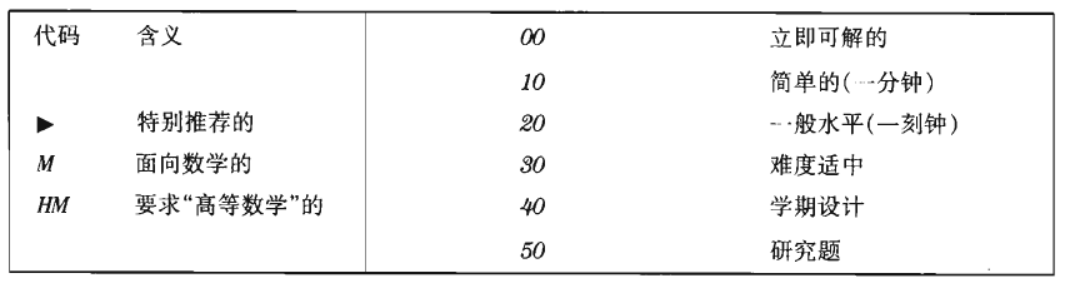 代码 含义 00 立即可解的
10 简单的(一分钟)
▶ 特别推荐的 20 一般水平(一刻钟)
M 面向数学的 30 难度适中
HM 要求“高等数学”的 40 学期设计
50 研究题